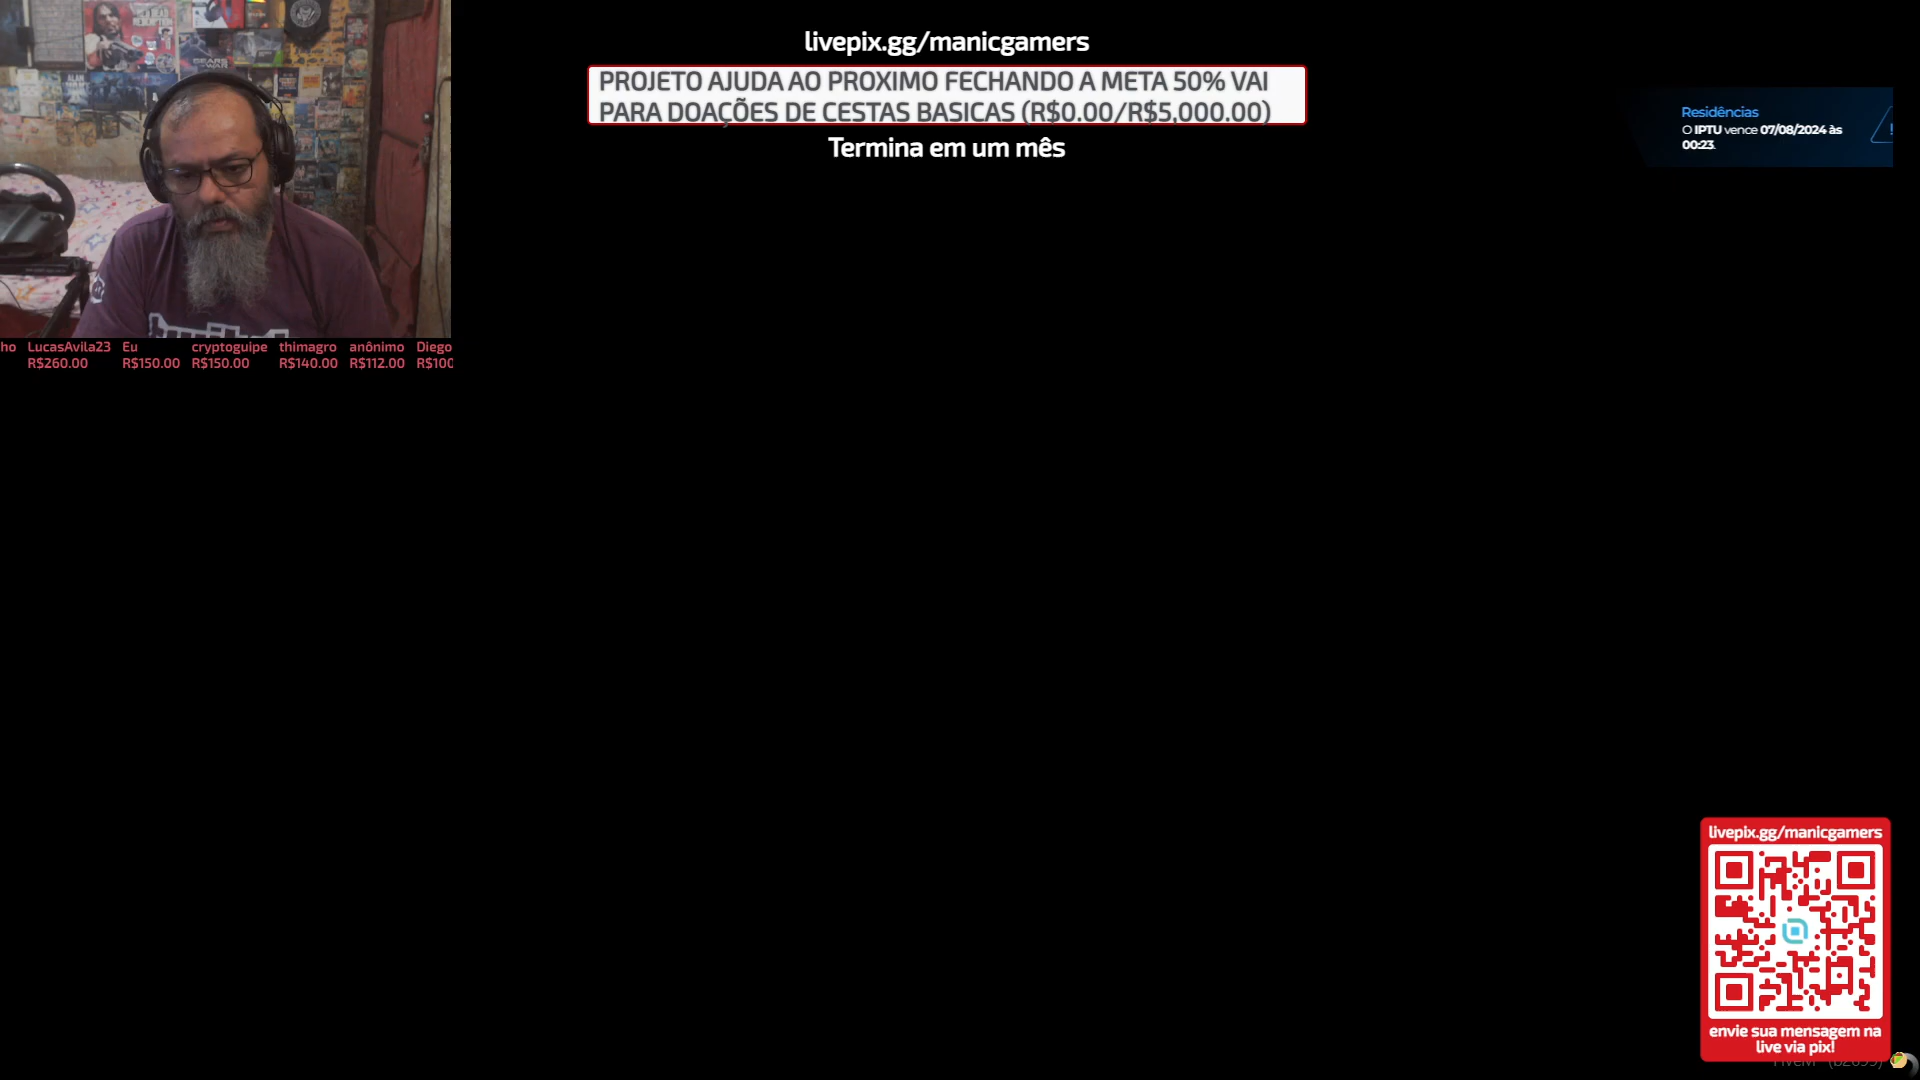 livepix.gg/manicgamers
PROJETO AJUDA AO PROXIMO FECHANDO A META 50% VAI
PARA DOAÇÕES DE CESTAS BASICAS (R$0.00/R$5,000.00)
Termina em um mês
Residências
O IPTU vence 07/08/2024 às
00:23.
ho LucasAvila23 Eu cryptoguipe thimagro anônimo Diego
R$260.00 R$150.00 R$150.00 R$140.00 R$112.00 R$100
livepix.gg/manicgamers
envie sua mensagem na
live via pix!